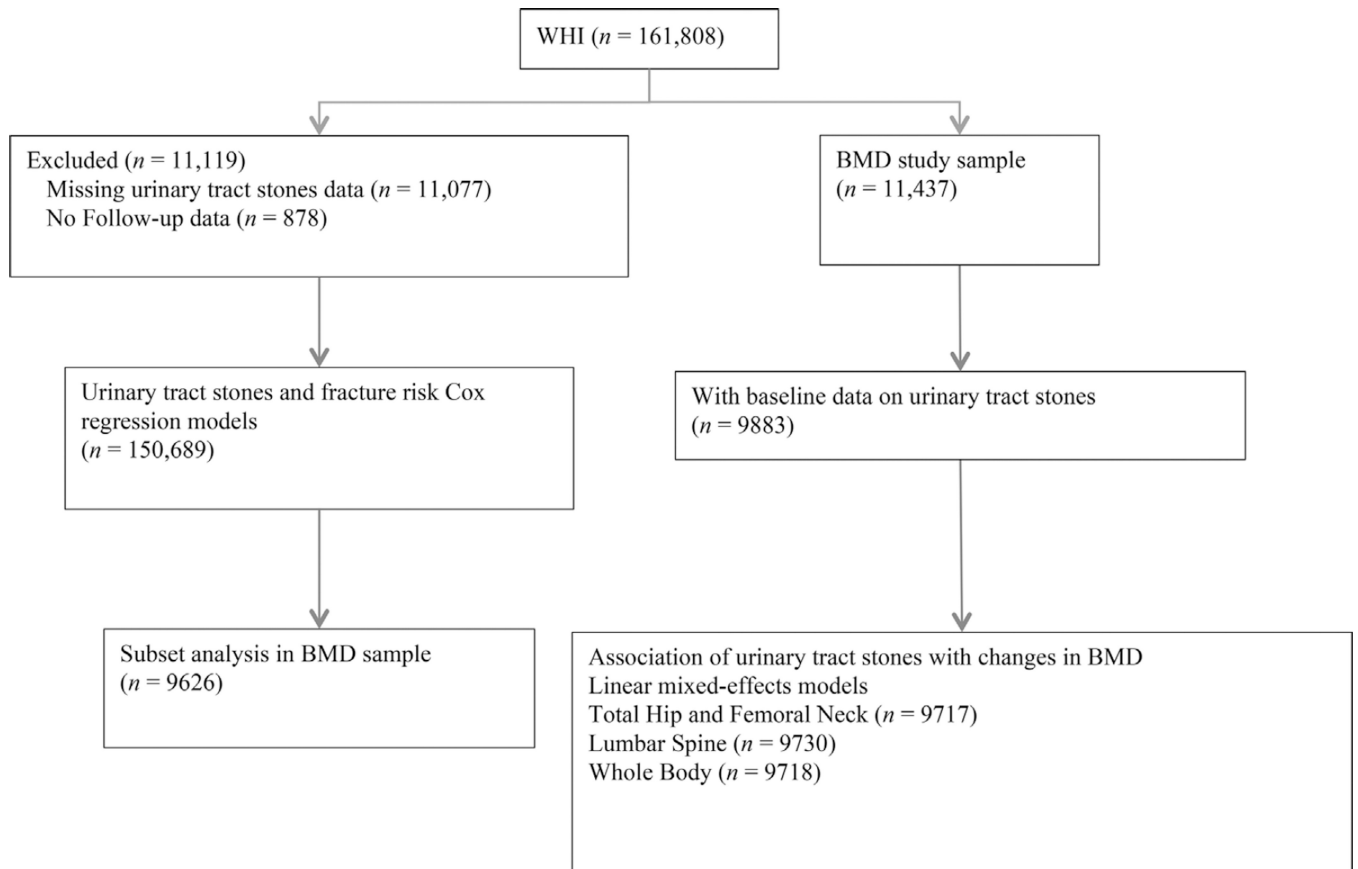 WHI (n = 161,808)
Excluded (n = 11,119)
Missing urinary tract stones data (n = 11,077)
No Follow-up data (n = 878)
BMD study sample
(n = 11,437)
Urinary tract stones and fracture risk Cox
regression models
(n = 150,689)
With baseline data on urinary tract stones
(n = 9883)
Subset analysis in BMD sample
(n = 9626)
Association of urinary tract stones with changes in BMD
Linear mixed-effects models
Total Hip and Femoral Neck (n = 9717)
Lumbar Spine (n = 9730)
Whole Body (n = 9718)